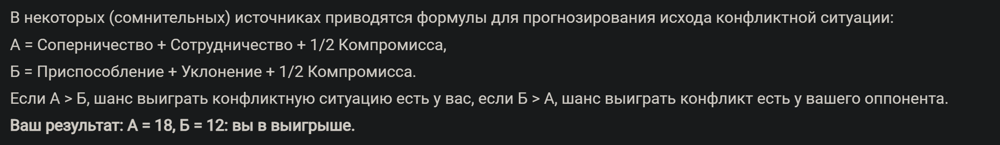 В некоторых (сомнительных) источниках приводятся формулы для прогнозирования исхода конфликтной ситуации:
А = Соперничество + Сотрудничество + 1/2 Компромисса,
Б = Приспособление + Уклонение + 1/2 Компромисса.
Если А > Б, шанс выиграть конфликтную ситуацию есть у вас, если Б > А, шанс выиграть конфликт есть у вашего оппонента.
Ваш результат: А = 18, Б = 12: вы в выигрыше.